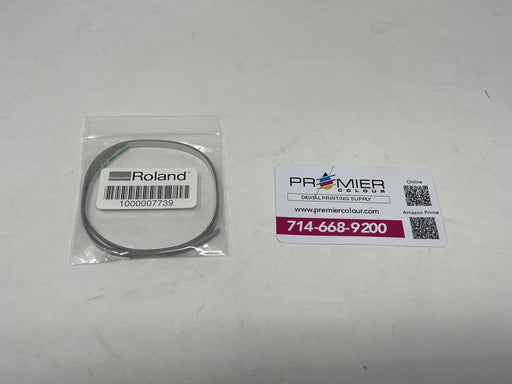 Roland
1000007739
PREMIER
COLOUR
DIGITAL PRINTING SUPPLY
www.premiercolour.com
714-668-9200
Online
Amazon Prime